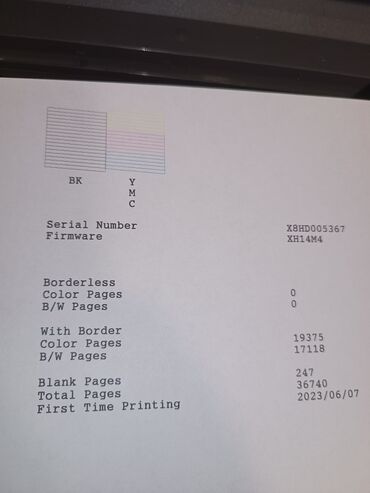 BK Y
M
C
Serial Number X8HD005367
Firmware XH14M4
Borderless
Color Pages 0
B/W Pages 0
With Border
Color Pages 19375
B/W Pages 17118
Blank Pages 247
Total Pages 36740
First Time Printing 2023/06/07